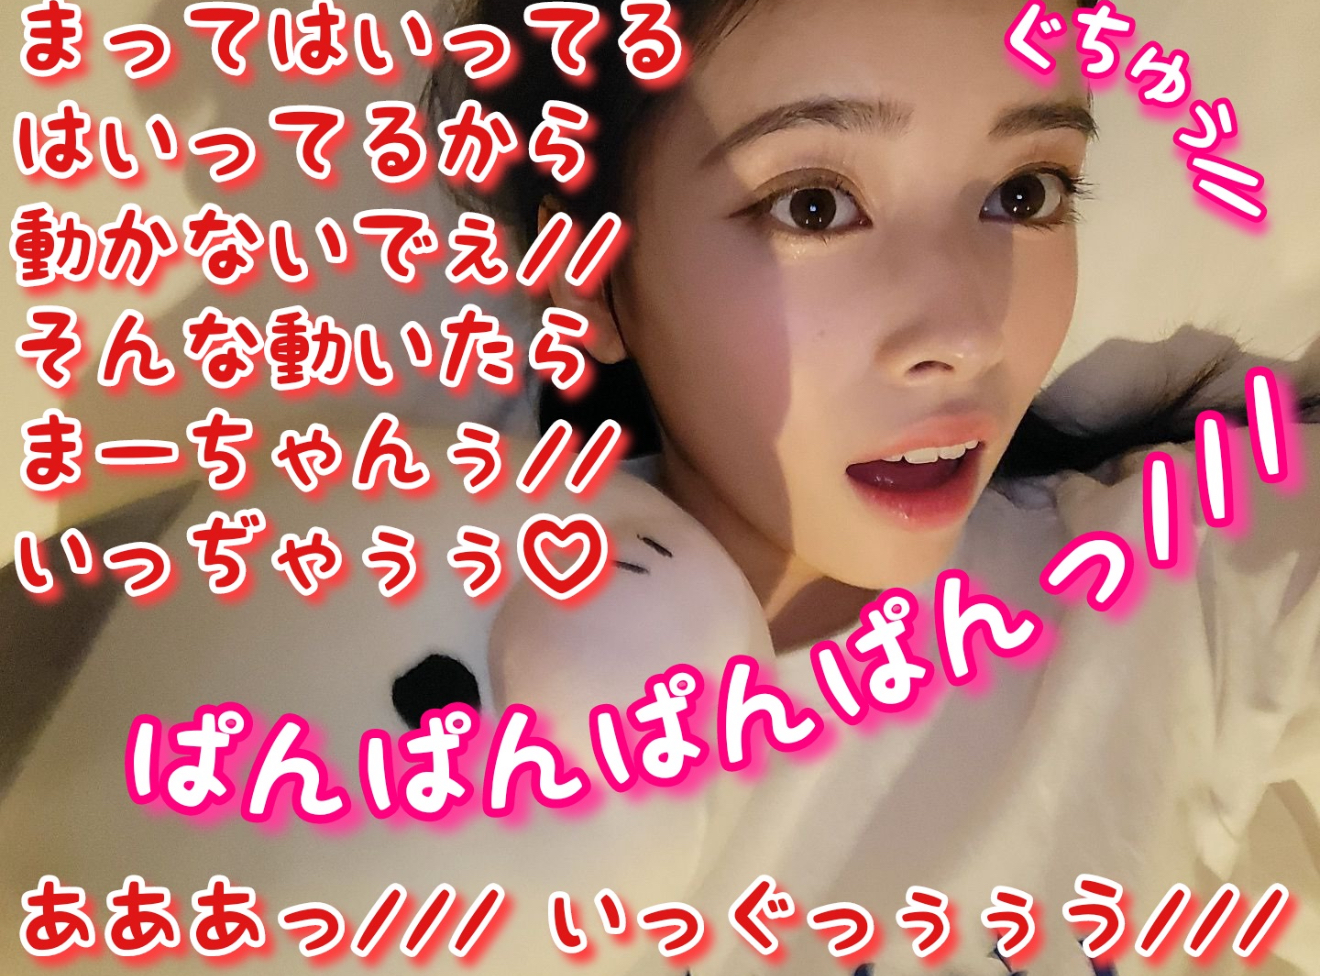 まってはいってる
はいってるから
動かないでぇ//
そんな動いたら
まーちゃんぅ//
いっぢゃぅぅ♡
ぐちゅぅ//
ぱんぱんぱんぱんっ////
あああっ/// いっぐっぅぅう///